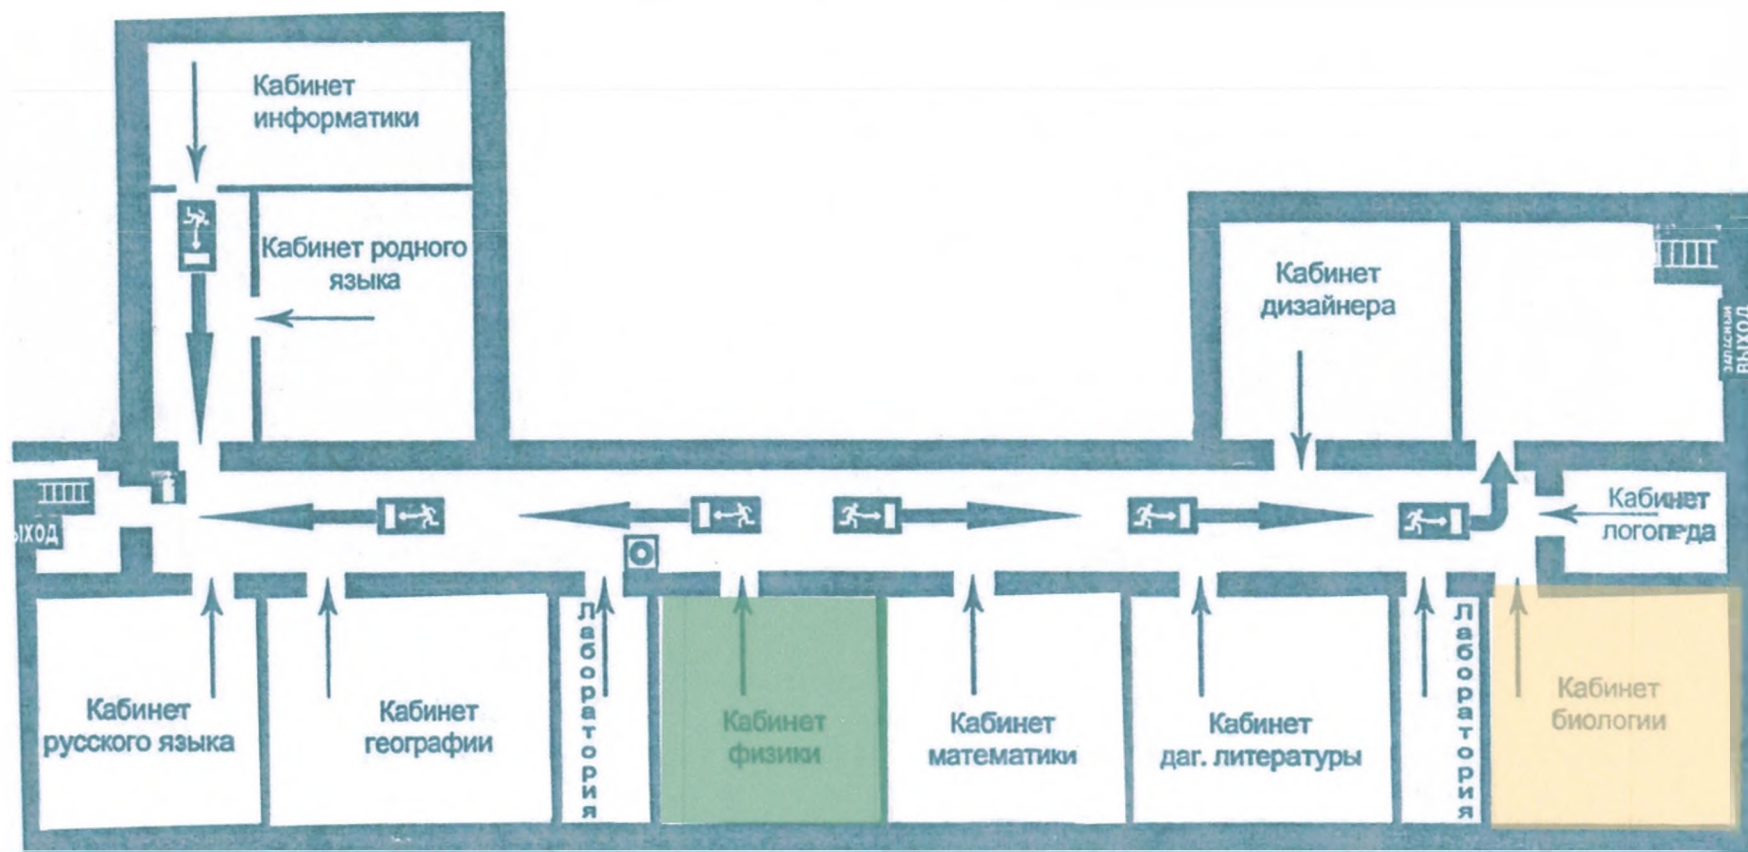 Кабинет
информатики
Кабинет родного
языка
Кабинет
дизайнера
ЗАПАСНЫЙ
ВЫХОД
ЫХОД
Кабинет
логопеда
Кабинет
русского языка
Кабинет
географии
Лаборатория
Кабинет
физики
Кабинет
математики
Кабинет
даг. литературы
Лаборатория
Кабинет
биологии